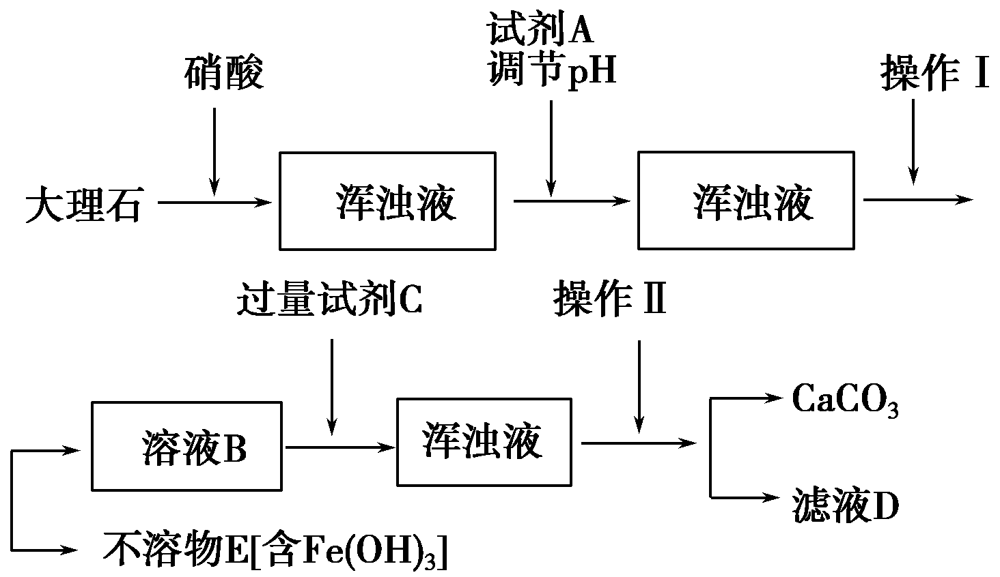 试剂A
调节pH
硝酸
操作Ⅰ
大理石
浑浊液
浑浊液
过量试剂C
操作Ⅱ
溶液B
浑浊液
CaCO₃
滤液D
不溶物E[含Fe(OH)₃]